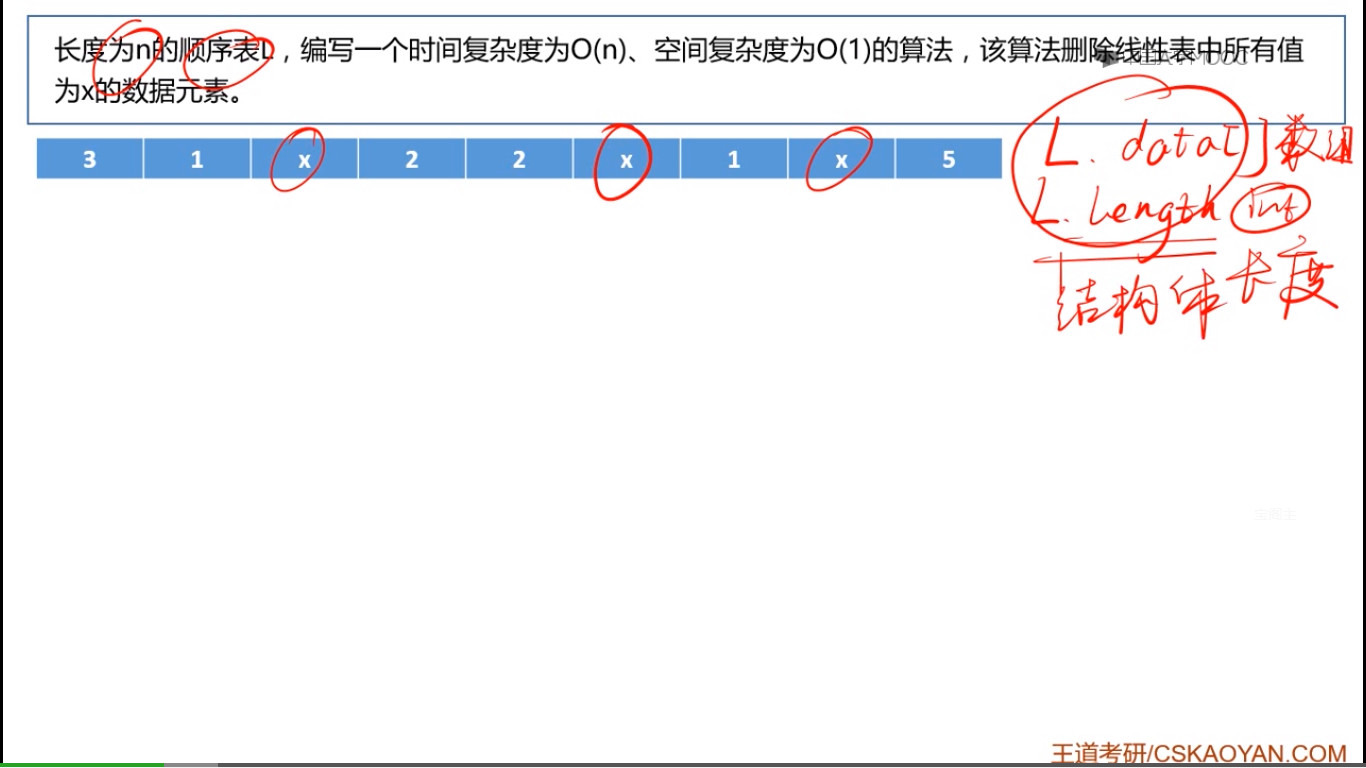 长度为n的顺序表L，编写一个时间复杂度为O(n)、空间复杂度为O(1)的算法，该算法删除线性表中所有值
为x的数据元素。
3 1 x 2 2 x 1 x 5
L. data[ ] 数组
L. length int
结构体 长度
王道考研/CSKAOYAN.COM